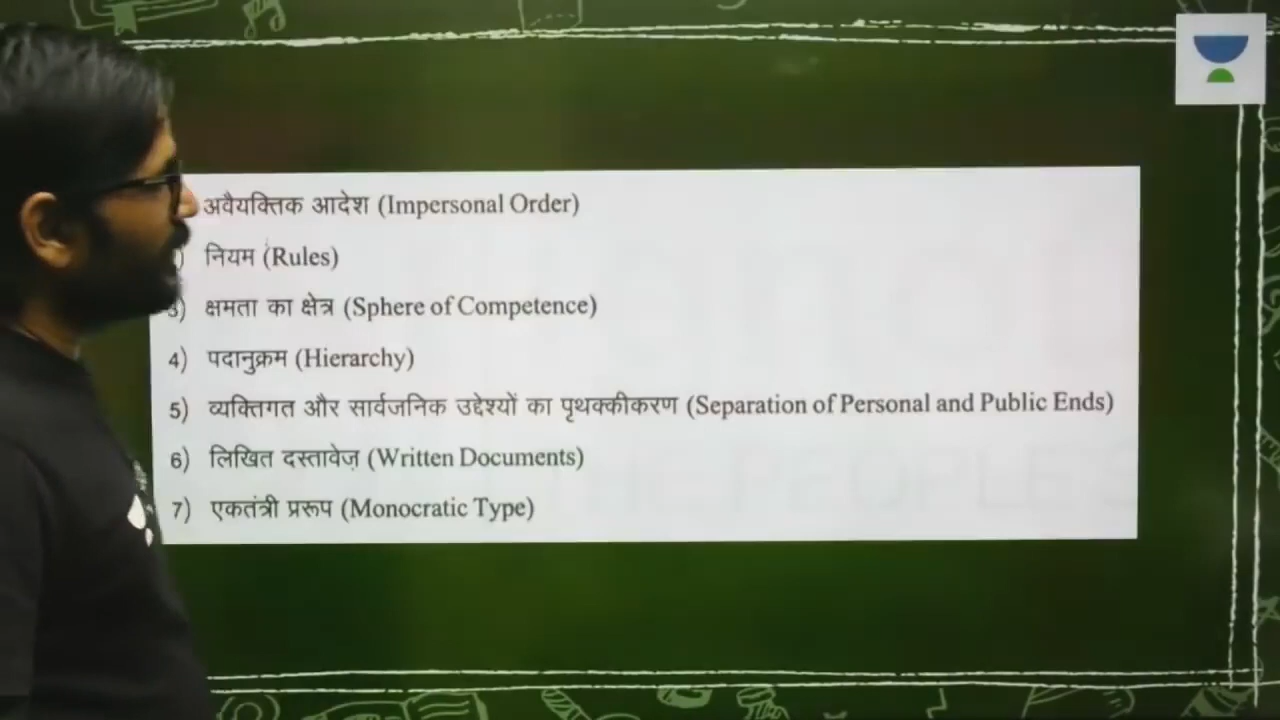 अवैयक्तिक आदेश (Impersonal Order)
) नियम (Rules)
3) क्षमता का क्षेत्र (Sphere of Competence)
4) पदानुक्रम (Hierarchy)
5) व्यक्तिगत और सार्वजनिक उद्देश्यों का पृथक्कीकरण (Separation of Personal and Public Ends)
6) लिखित दस्तावेज़ (Written Documents)
7) एकतंत्री प्ररूप (Monocratic Type)